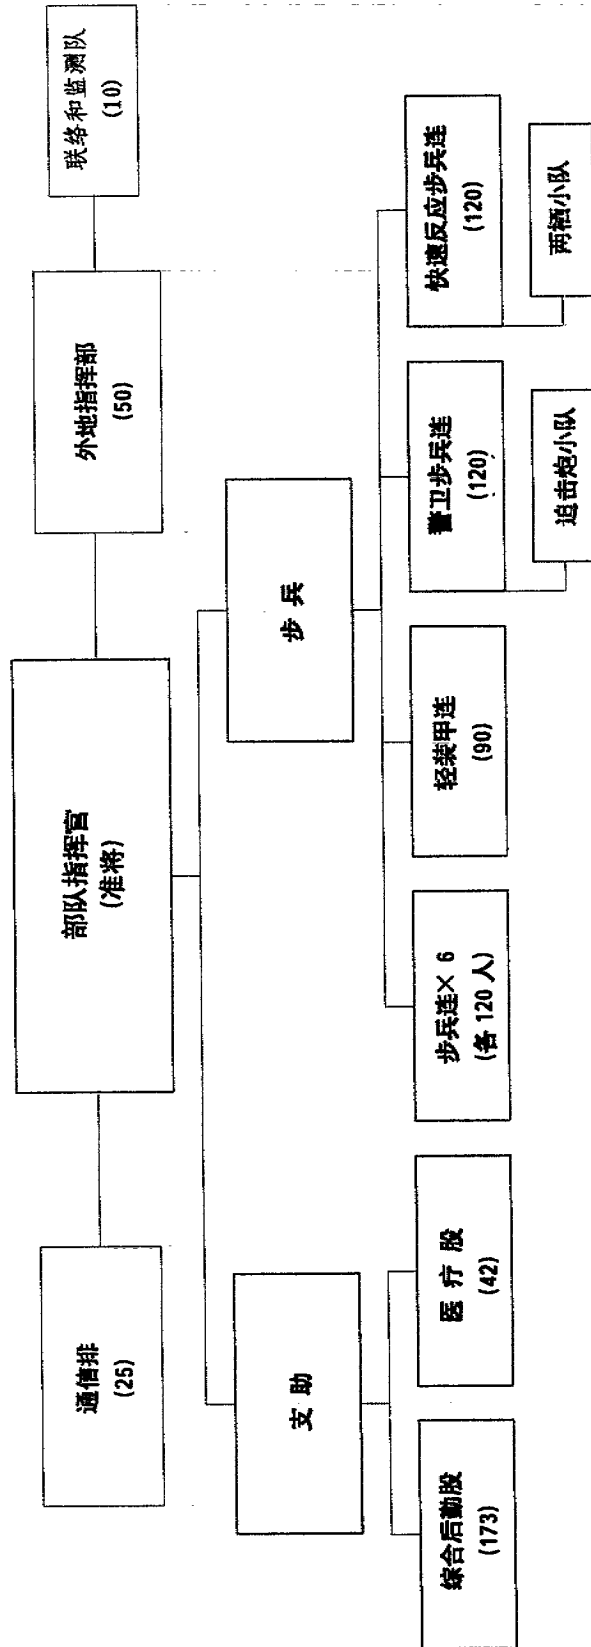 部队指挥官
(准将)
通信排
(25)
外地指挥部
(50)
联络和监测队
(10)
支 助
步 兵
综合后勤股
(173)
医 疗 股
(42)
步兵连× 6
(各 120 人)
轻装甲连
(90)
警卫步兵连
(120)
快速反应步兵连
(120)
迫击炮小队
两栖小队